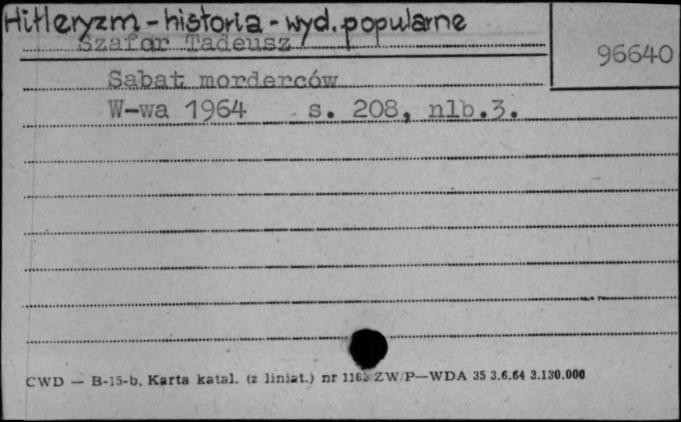 Hitleryzm - historia - wyd. popularne
Szafar Tadeusz
96640
Sabat morderców
W-wa 1964 s. 208, nlb.3.
CWD — B-15-b, Karta katal. (z liniat.) nr ZW/P—WDA 35 3.6.64 3.130.000